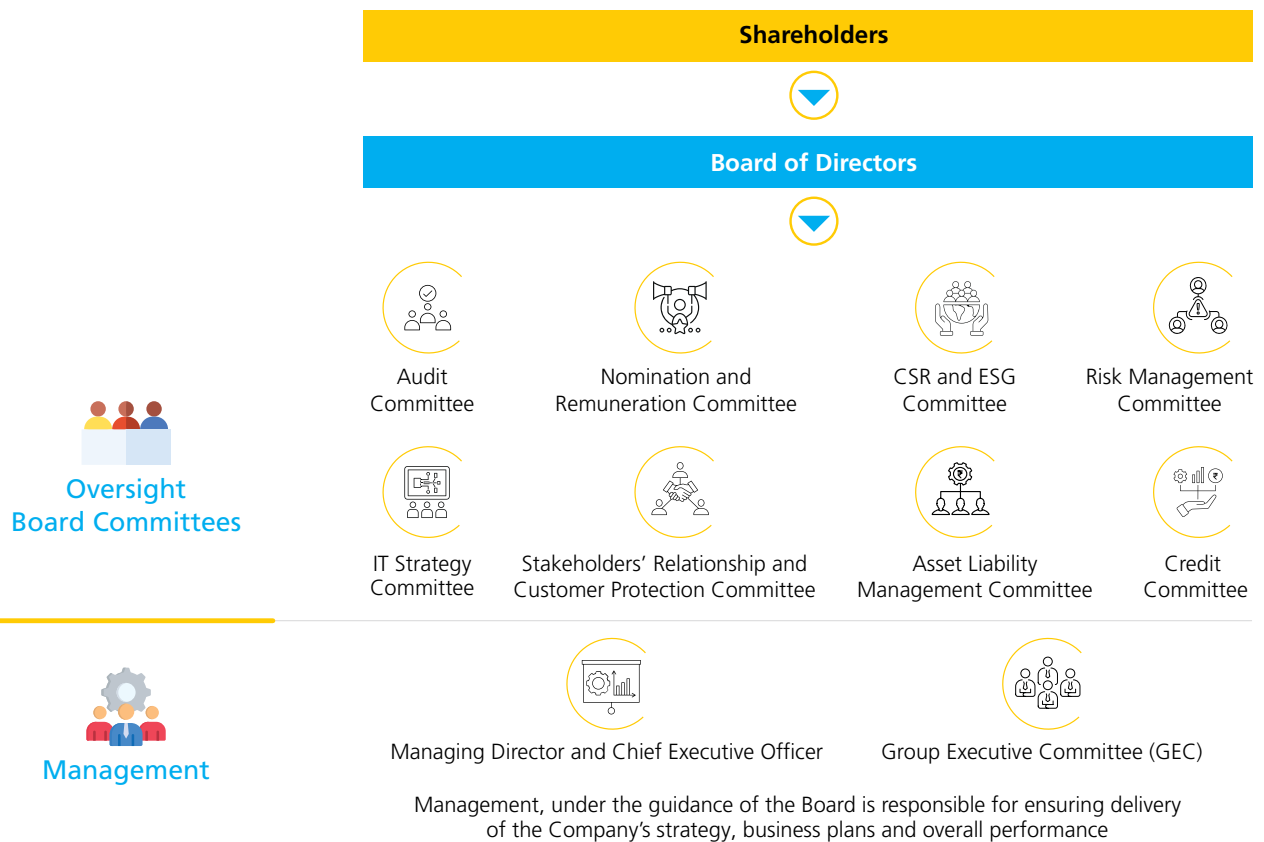 Shareholders
Board of Directors
Audit
Committee
Nomination and
Remuneration Committee
CSR and ESG
Committee
Risk Management
Committee
Oversight
Board Committees
IT Strategy
Committee
Stakeholders’ Relationship and
Customer Protection Committee
Asset Liability
Management Committee
Credit
Committee
Management
Managing Director and Chief Executive Officer
Group Executive Committee (GEC)
Management, under the guidance of the Board is responsible for ensuring delivery
of the Company’s strategy, business plans and overall performance